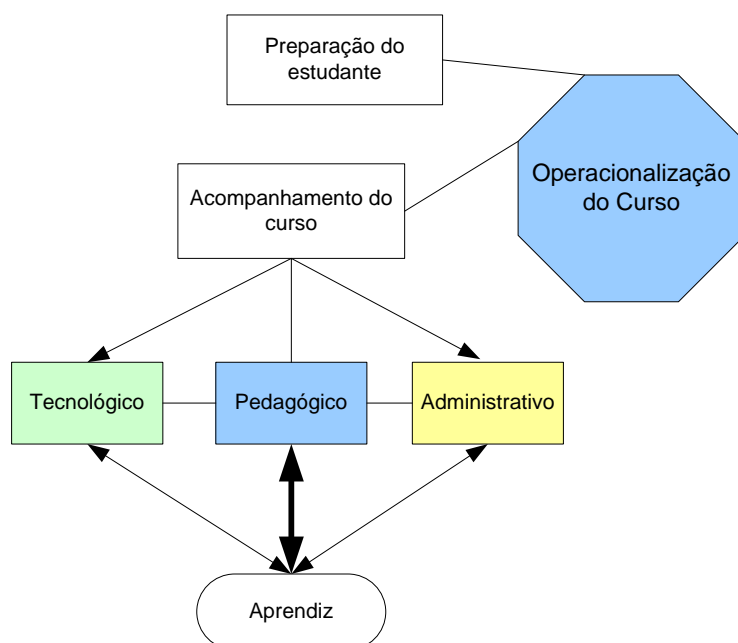 Preparação do
estudante
Operacionalização
do Curso
Acompanhamento do
curso
Tecnológico
Pedagógico
Administrativo
Aprendiz